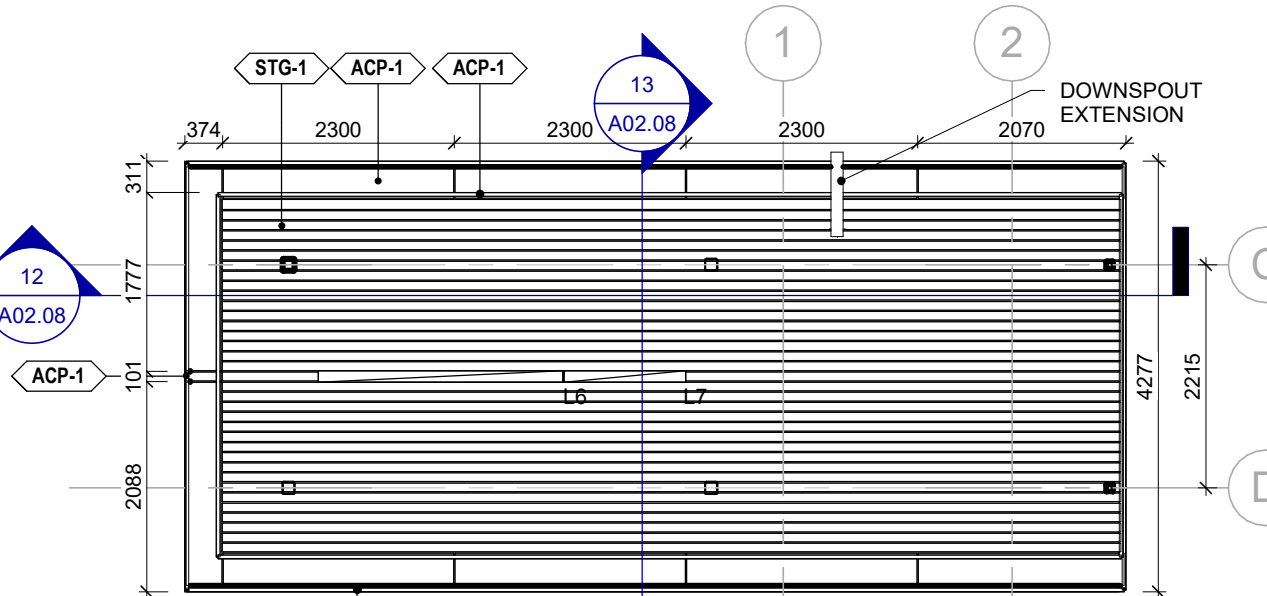 1
2
STG-1
ACP-1
ACP-1
13
A02.08
DOWNSPOUT
EXTENSION
374
2300
2300
2300
2070
311
1777
101
2088
12
A02.08
ACP-1
L6
L7
4277
2215
C
D